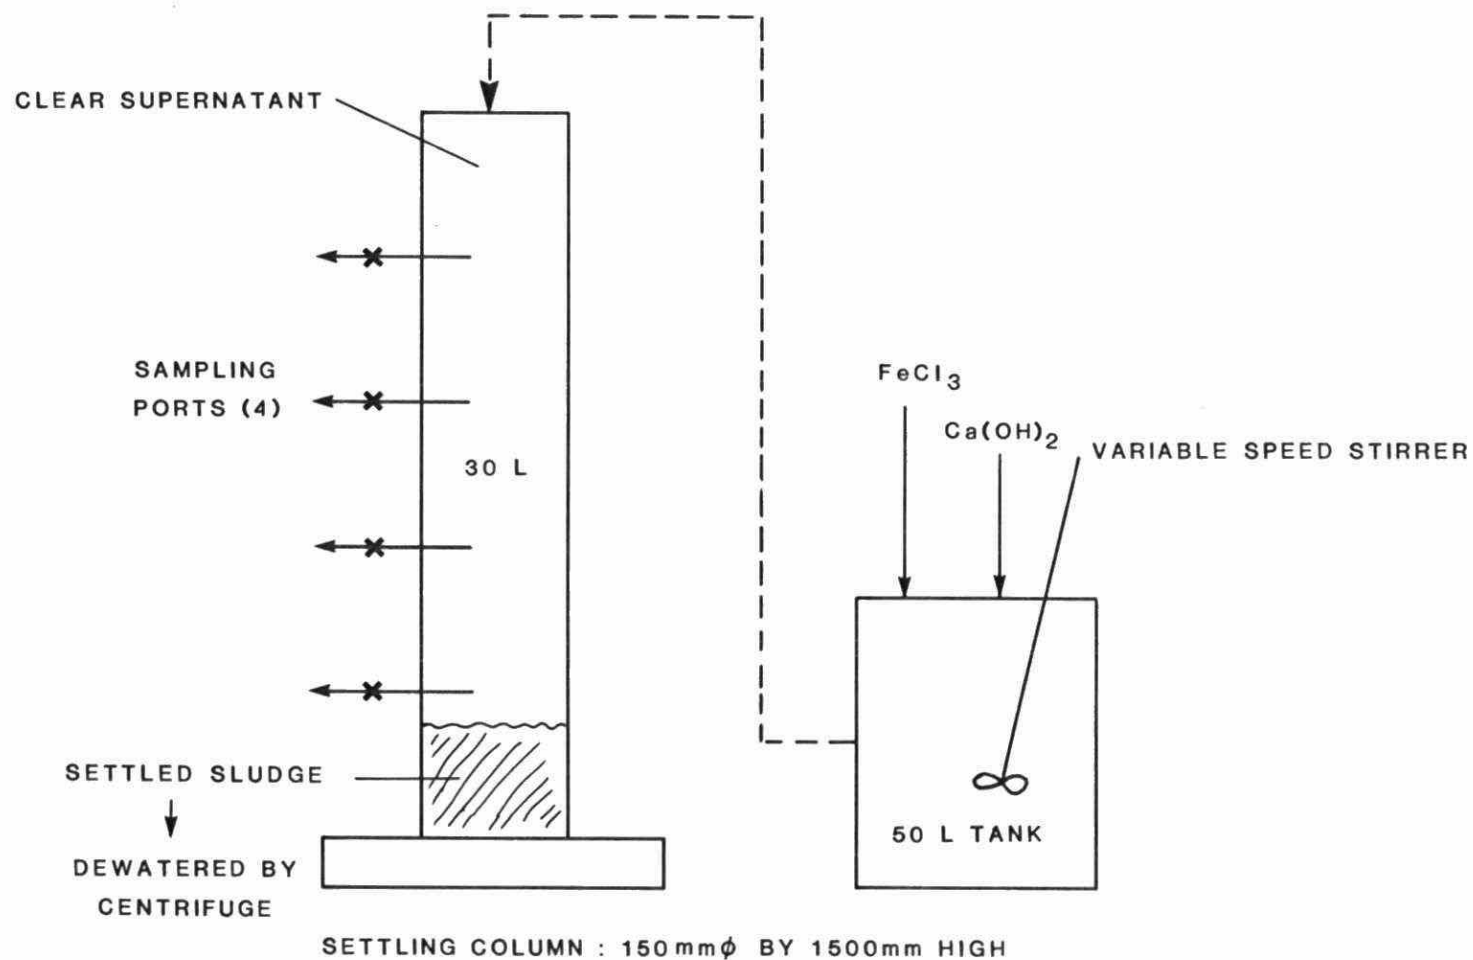 CLEAR SUPERNATANT
SAMPLING
PORTS (4)
30 L
FeCl3
Ca(OH)2
VARIABLE SPEED STIRRER
SETTLED SLUDGE
DEWATERED BY
CENTRIFUGE
50 L TANK
SETTLING COLUMN : 150mmϕ BY 1500mm HIGH